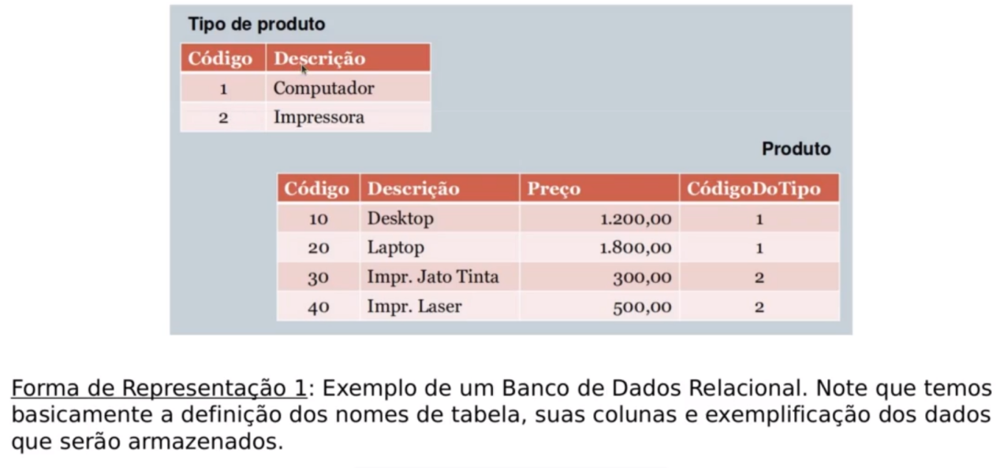 Tipo de produto
Código Descrição
1 Computador
2 Impressora
Produto
Código Descrição Preço CódigoDoTipo
10 Desktop 1.200,00 1
20 Laptop 1.800,00 1
30 Impr. Jato Tinta 300,00 2
40 Impr. Laser 500,00 2
Forma de Representação 1: Exemplo de um Banco de Dados Relacional. Note que temos
basicamente a definição dos nomes de tabela, suas colunas e exemplificação dos dados
que serão armazenados.